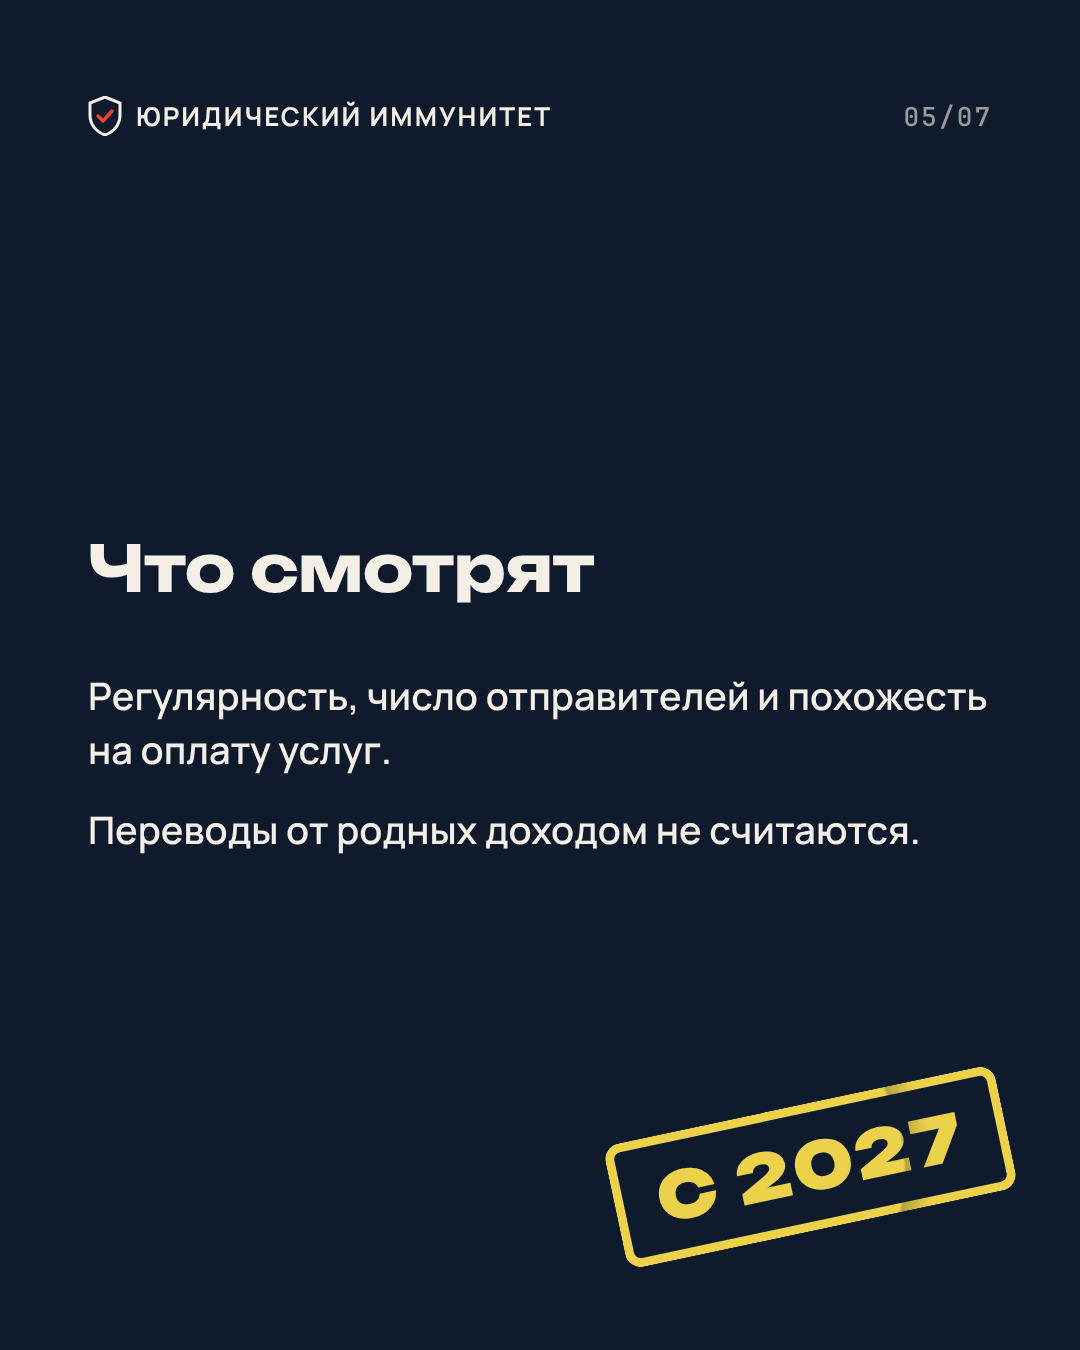 ЮРИДИЧЕСКИЙ ИММУНИТЕТ
05/07
Что смотрят
Регулярность, число отправителей и похожесть
на оплату услуг.
Переводы от родных доходом не считаются.
С 2027